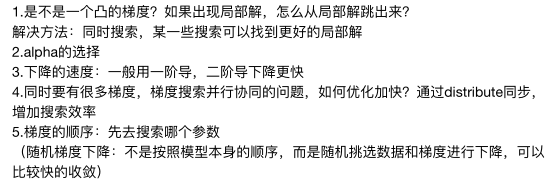 1.是不是一个凸的梯度？如果出现局部解，怎么从局部解跳出来？
解决方法：同时搜索，某一些搜索可以找到更好的局部解
2.alpha的选择
3.下降的速度：一般用一阶导，二阶导下降更快
4.同时要有很多梯度，梯度搜索并行协同的问题，如何优化加快？通过distribute同步，
增加搜索效率
5.梯度的顺序：先去搜索哪个参数
（随机梯度下降：不是按照模型本身的顺序，而是随机挑选数据和梯度进行下降，可以
比较快的收敛）